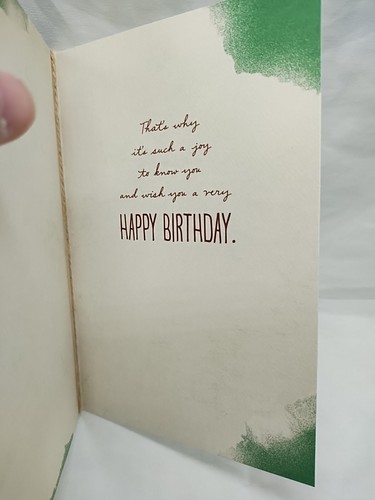 That's why
it's such a joy
to know you
and wish you a very
HAPPY BIRTHDAY.